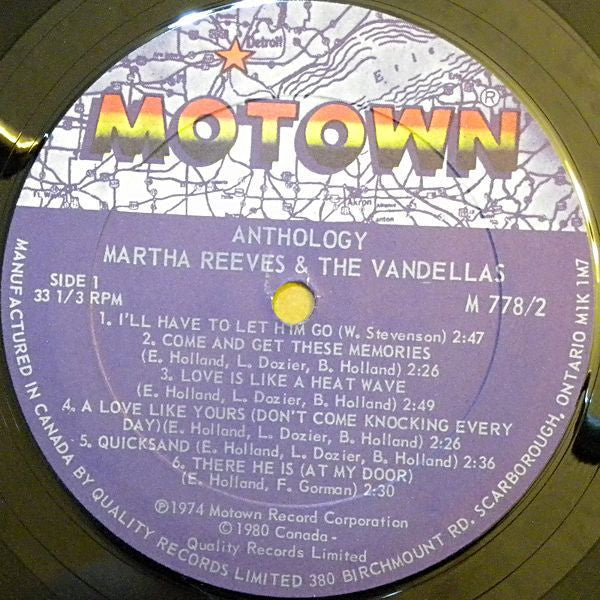 Detroit
Erie
MOTOWN®
Akron
ANTHOLOGY
MARTHA REEVES & THE VANDELLAS
SIDE 1
33 1/3 RPM
M 778/2
1. I'LL HAVE TO LET HIM GO (W. Stevenson) 2:47
2. COME AND GET THESE MEMORIES
(E. Holland, L. Dozier, B. Holland) 2:26
3. LOVE IS LIKE A HEAT WAVE
(E. Holland, L. Dozier, B. Holland) 2:49
4. A LOVE LIKE YOURS (DON'T COME KNOCKING EVERY
DAY)(E. Holland, L. Dozier, B. Holland) 2:26
5. QUICKSAND (E. Holland, L. Dozier, B. Holland) 2:36
6. THERE HE IS (AT MY DOOR)
(E. Holland, F. Gorman) 2:30
℗1974 Motown Record Corporation
©1980 Canada -
Quality Records Limited
MANUFACTURED IN CANADA BY QUALITY RECORDS LIMITED 380 BIRCHMOUNT RD. SCARBOROUGH, ONTARIO M1K 1M7